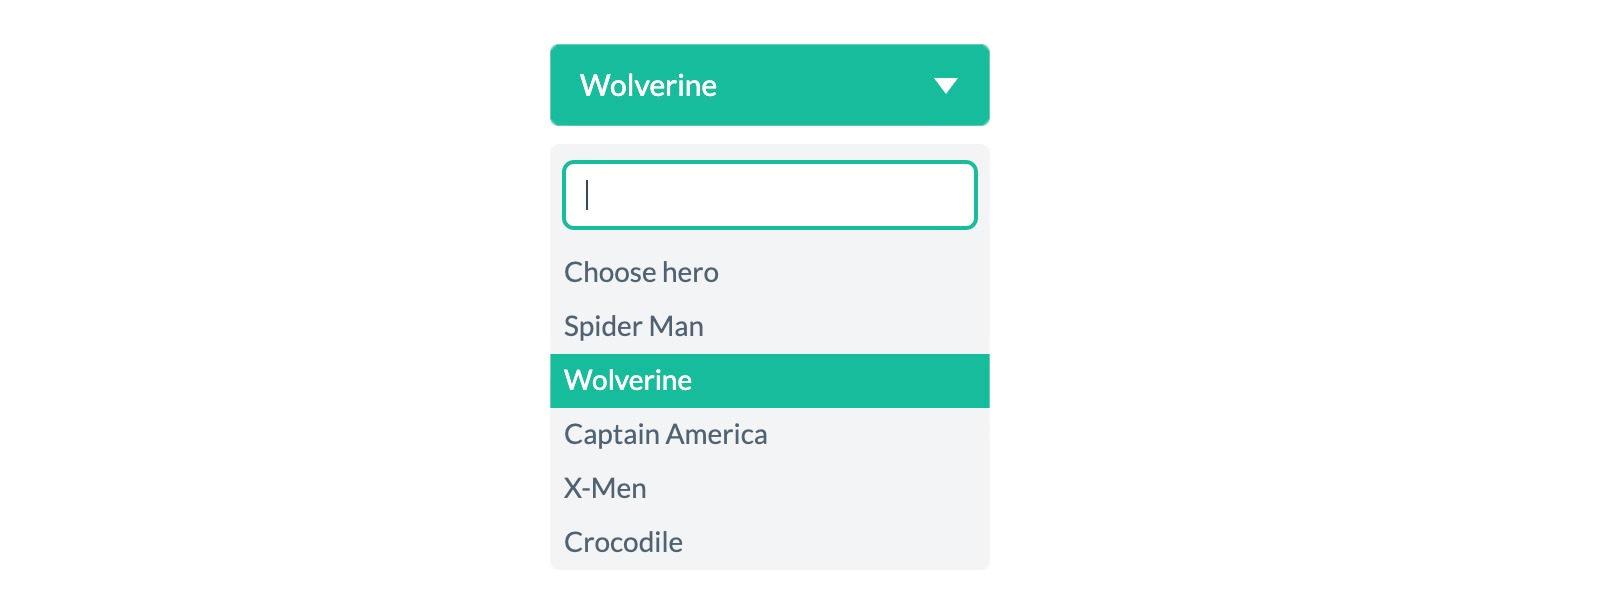 Wolverine
Choose hero
Spider Man
Wolverine
Captain America
X-Men
Crocodile